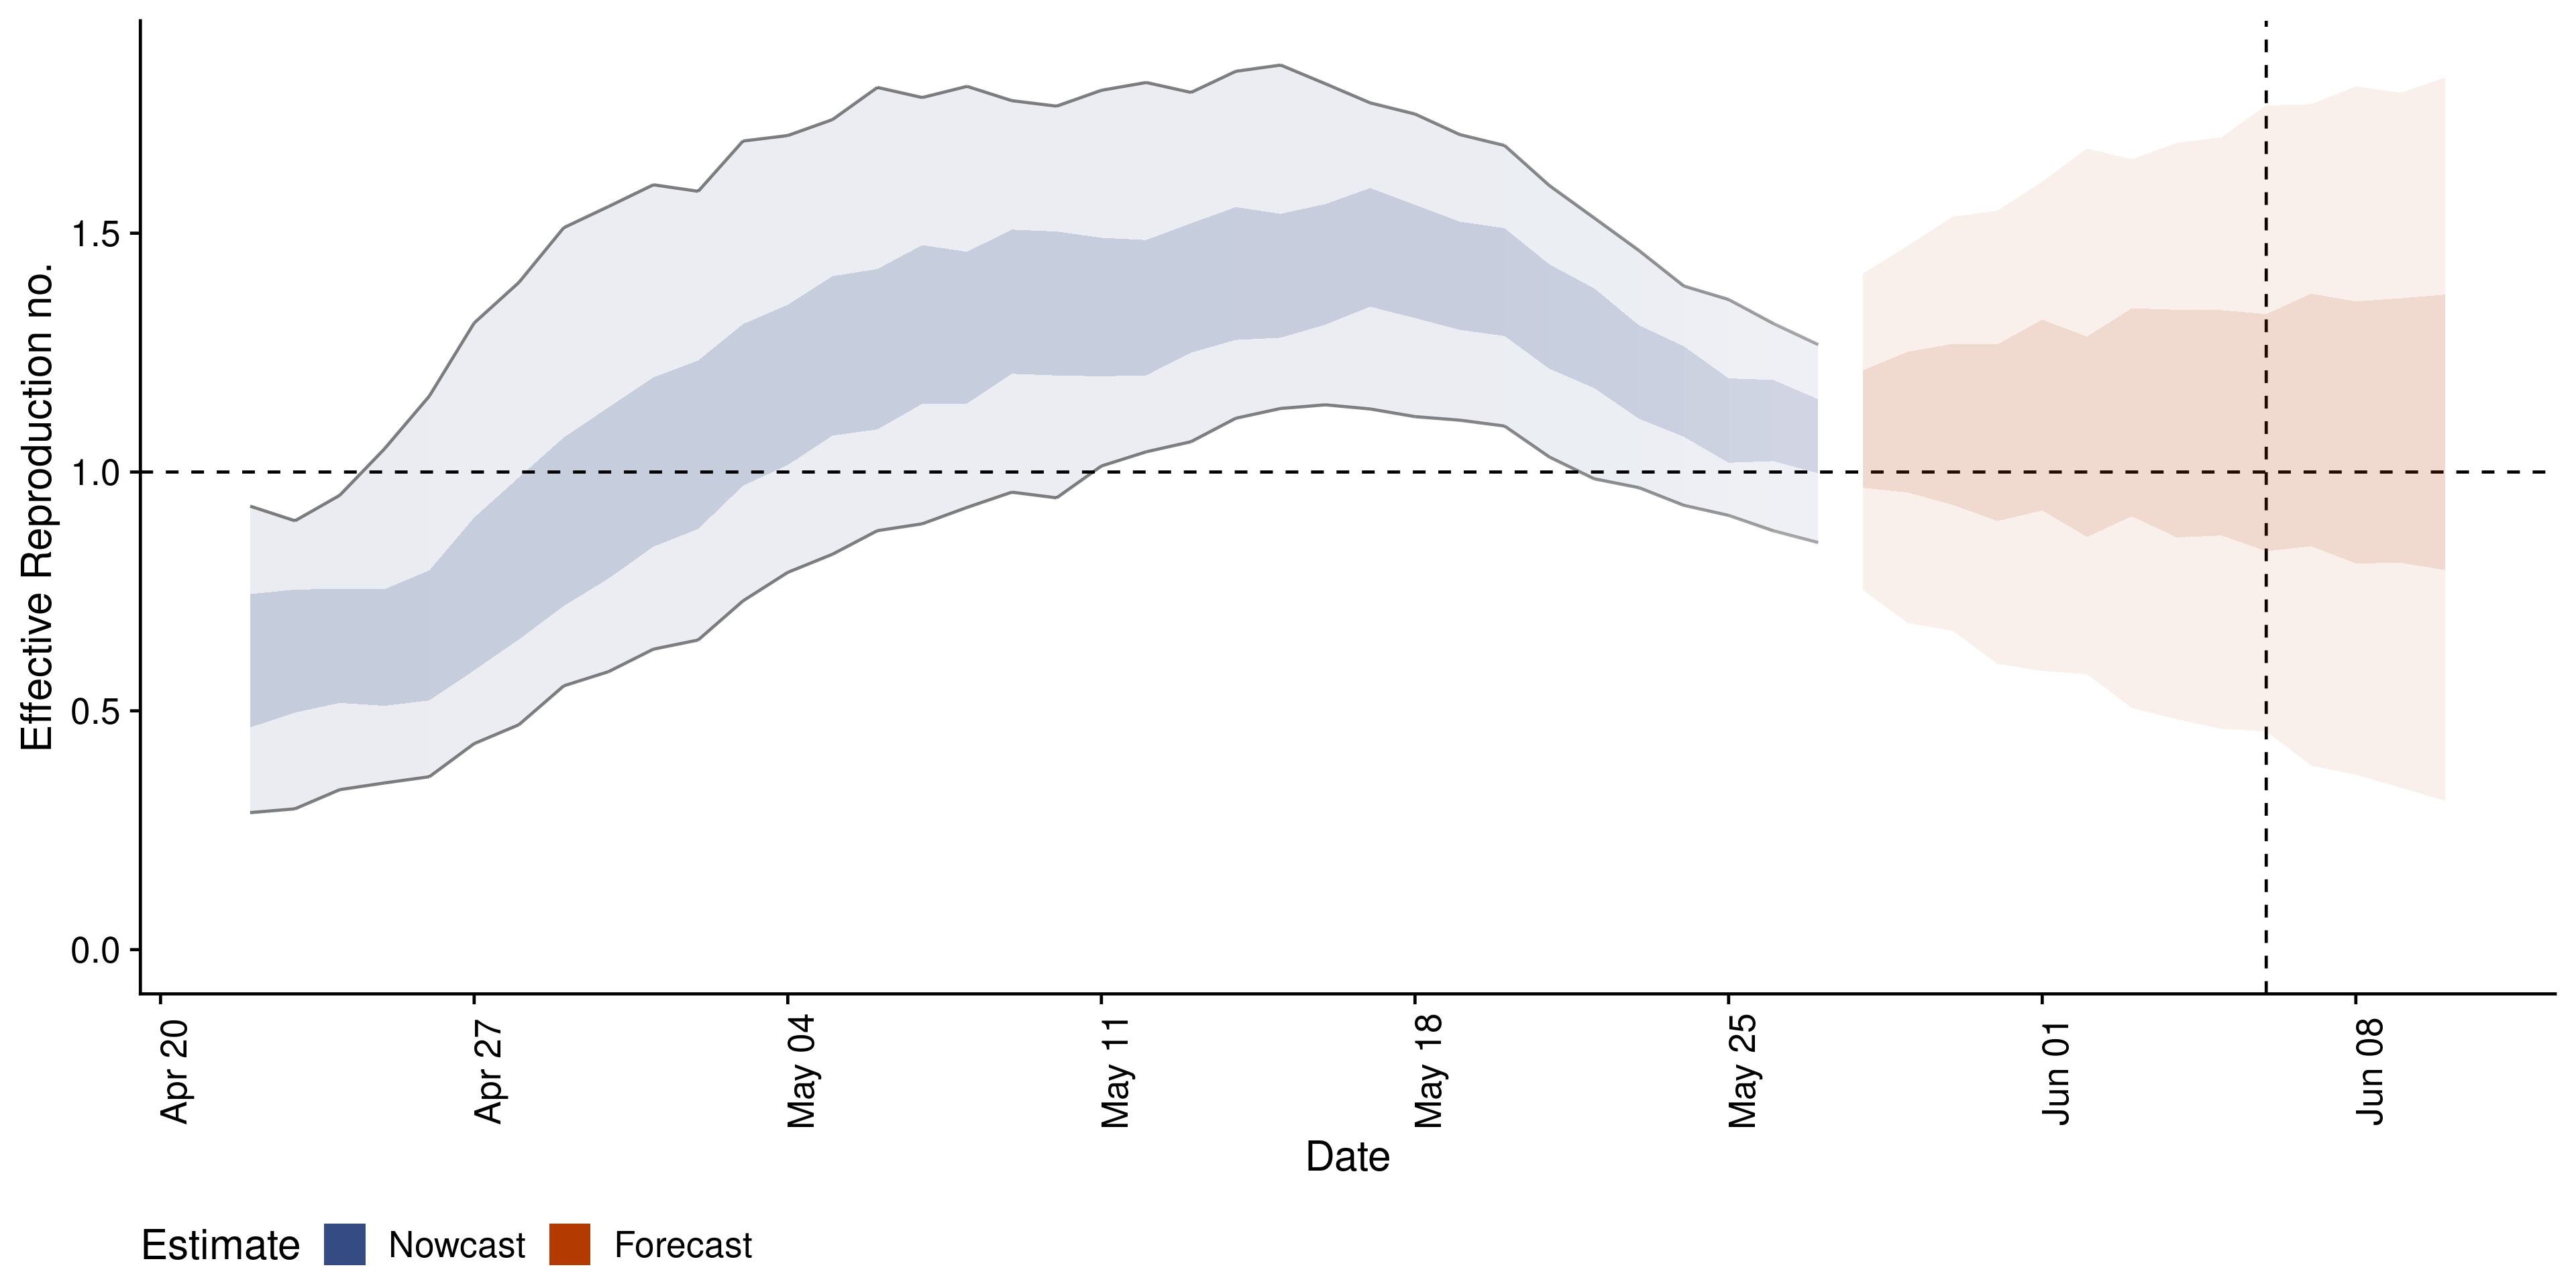 Effective Reproduction no.
1.5
1.0
0.5
0.0
Apr 20
Apr 27
May 04
May 11
May 18
May 25
Jun 01
Jun 08
Date
Estimate Nowcast Forecast